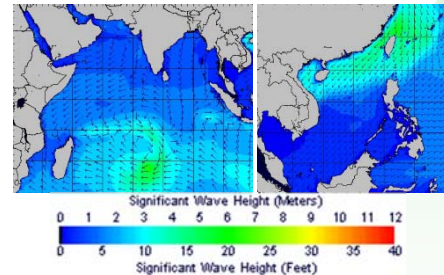 Significant Wave Height (Meters)
0 1 2 3 4 5 6 7 8 9 10 11 12
0 5 10 15 20 25 30 35 40
Significant Wave Height (Feet)